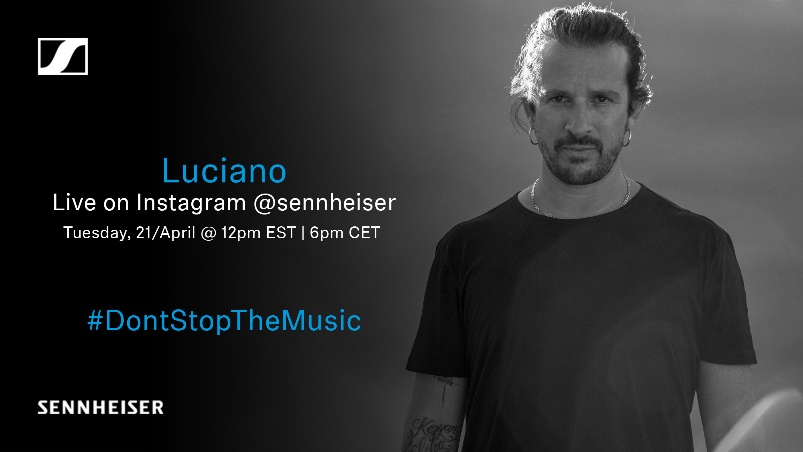 Luciano
Live on Instagram @sennheiser
Tuesday, 21/April @ 12pm EST | 6pm CET
#DontStopTheMusic
SENNHEISER